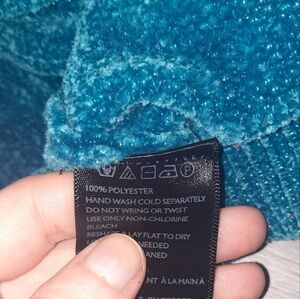 100% POLYESTER
HAND WASH COLD SEPARATELY
DO NOT WRING OR TWIST
USE ONLY NON-CHLORINE
BLEACH
LAY FLAT TO DRY
NEEDED
À LA MAIN À